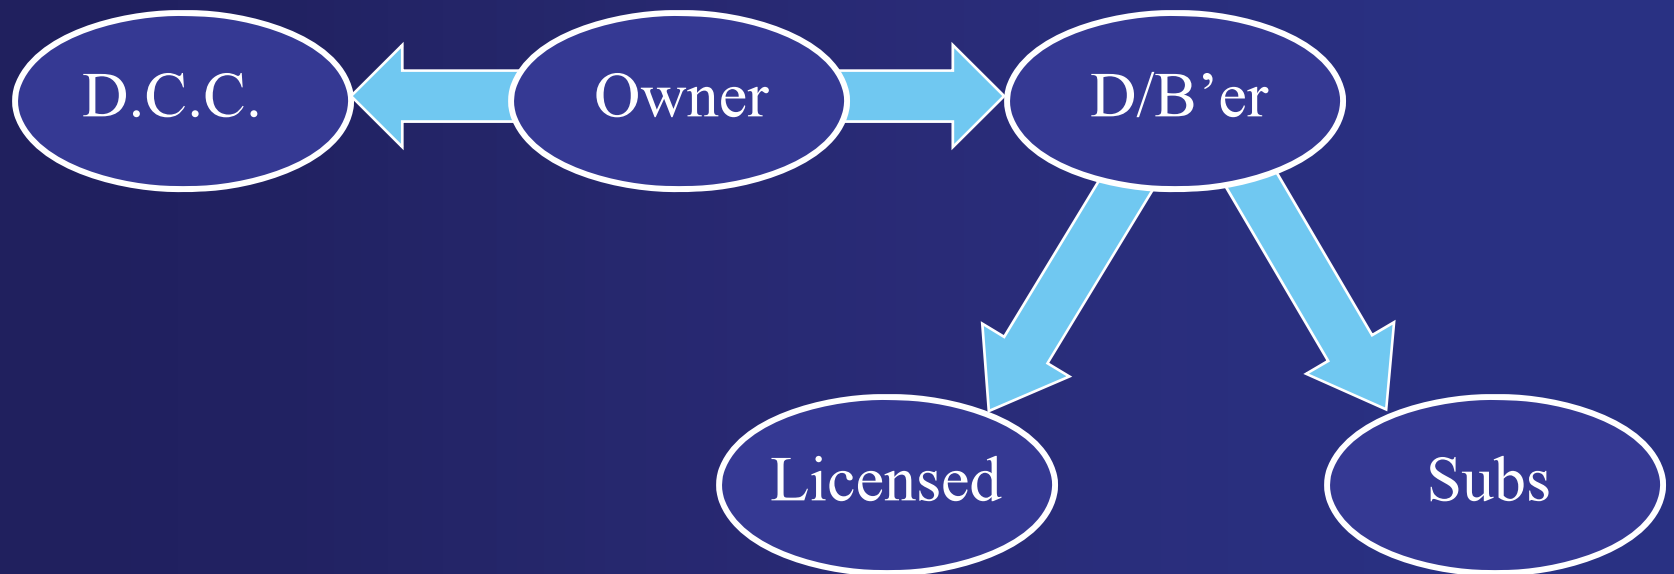 D.C.C.
Owner
D/B’er
Licensed
Subs